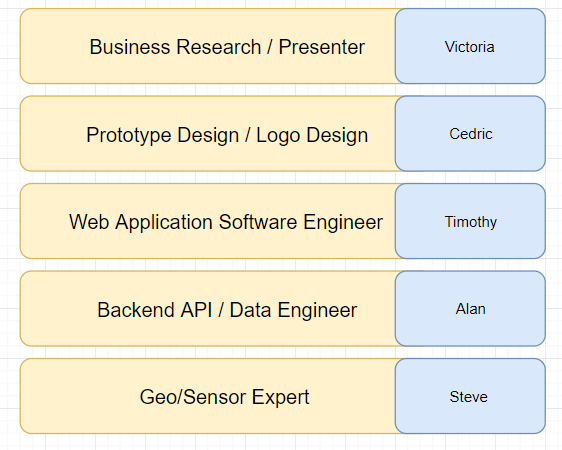 Business Research / Presenter
Victoria
Prototype Design / Logo Design
Cedric
Web Application Software Engineer
Timothy
Backend API / Data Engineer
Alan
Geo/Sensor Expert
Steve